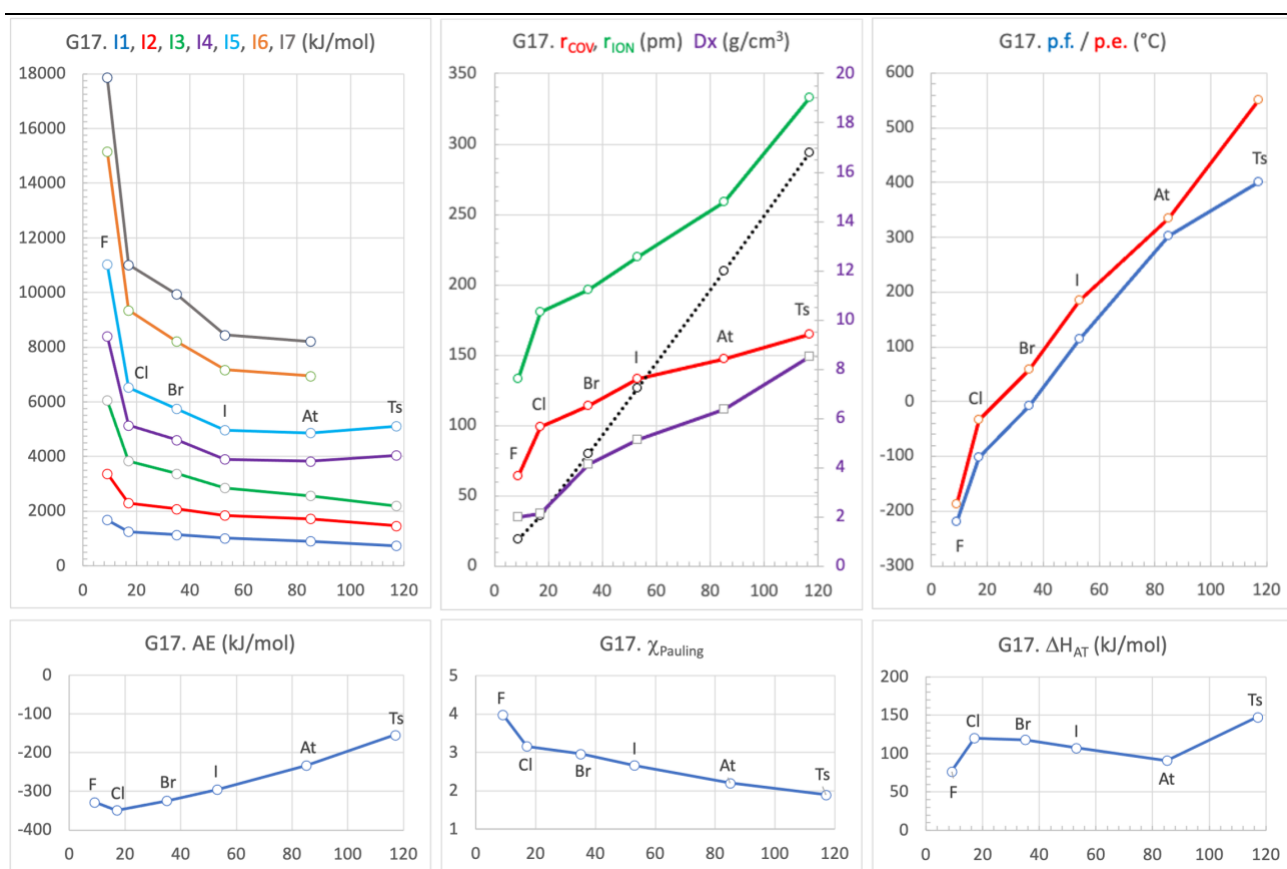 G17. I1, I2, I3, I4, I5, I6, I7 (kJ/mol)
18000
16000
14000
12000
10000
8000
6000
4000
2000
0
F
Cl
Br
I
At
Ts
0 20 40 60 80 100 120
G17. rCOV, rION (pm) Dx (g/cm³)
350
300
250
200
150
100
50
0
20
18
16
14
12
10
8
6
4
2
0
F
Cl
Br
I
At
Ts
0 20 40 60 80 100 120
G17. p.f. / p.e. (°C)
600
500
400
300
200
100
0
-100
-200
-300
Ts
At
I
Br
Cl
F
0 20 40 60 80 100 120
G17. AE (kJ/mol)
0
-100
-200
-300
-400
F Cl Br I At Ts
0 20 40 60 80 100 120
G17. χPauling
5
4
3
2
1
F Cl Br I At Ts
0 20 40 60 80 100 120
G17. ΔHAT (kJ/mol)
200
150
100
50
0
F Cl Br I At Ts
0 20 40 60 80 100 120